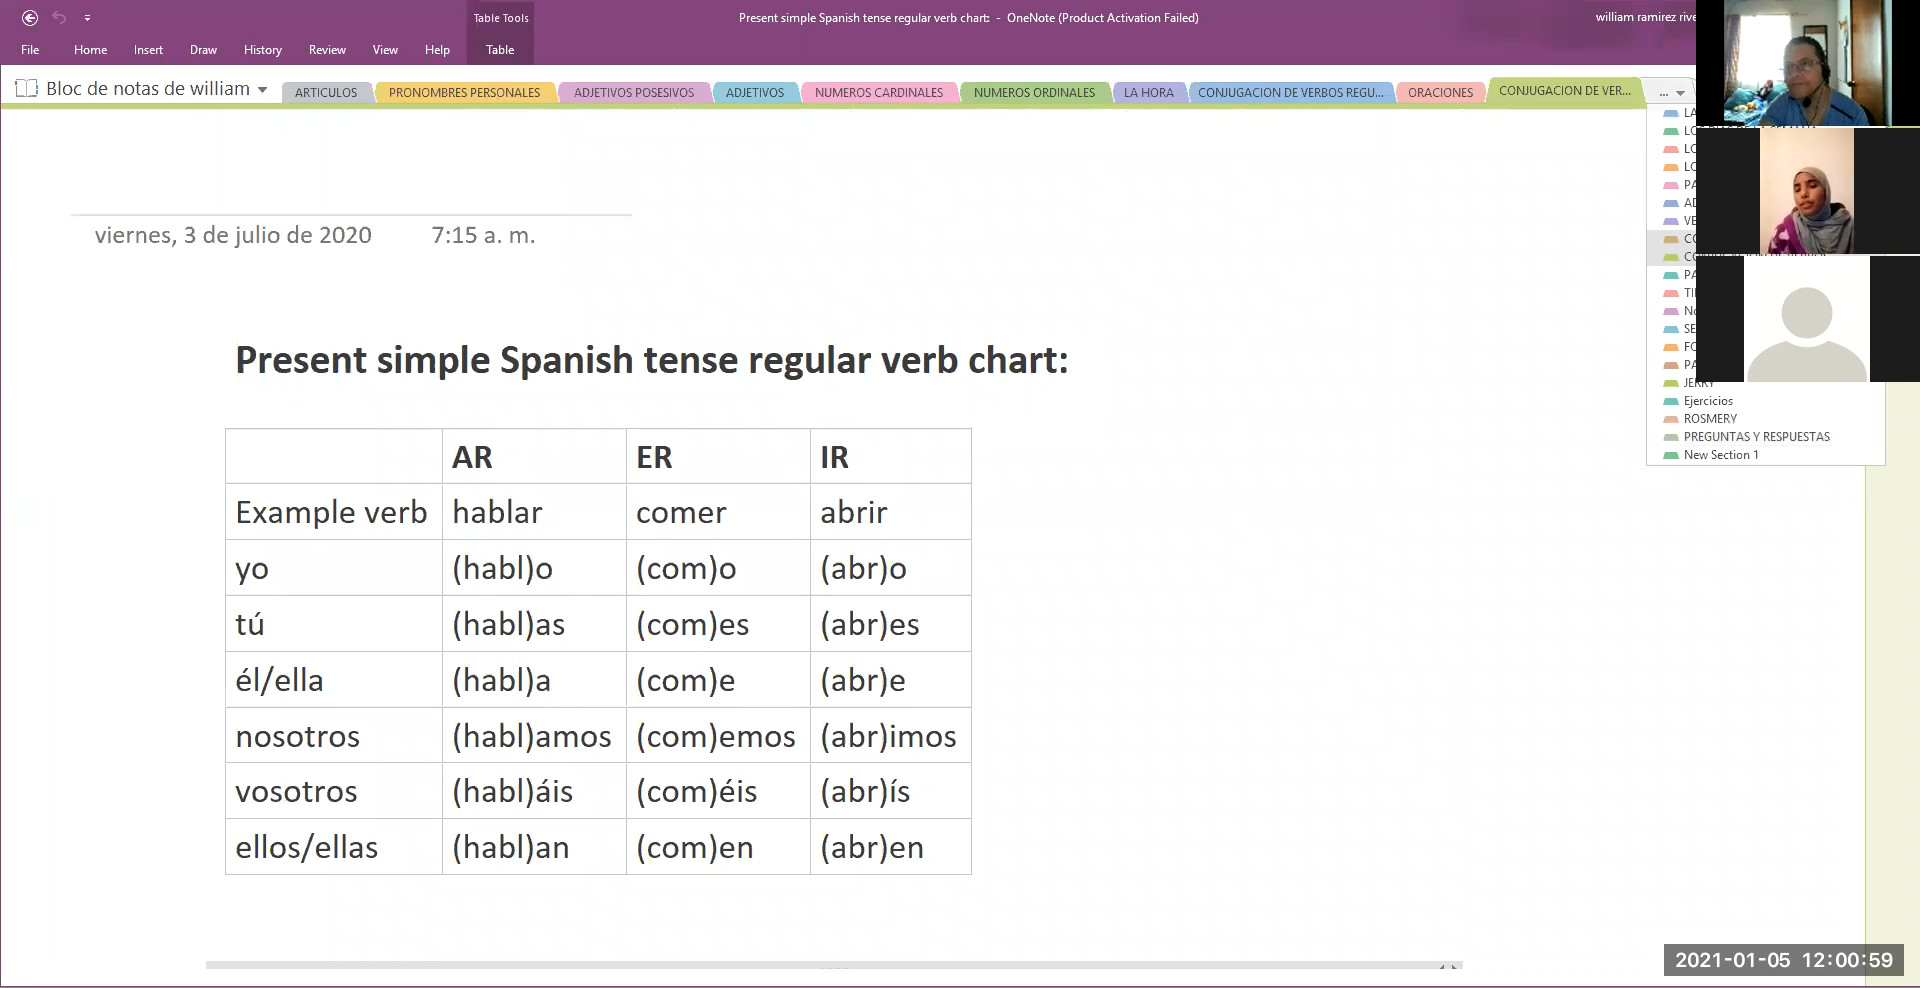 Table Tools
Present simple Spanish tense regular verb chart: - OneNote (Product Activation Failed)
william ramirez
File Home Insert Draw History Review View Help Table
Bloc de notas de william
ARTICULOS PRONOMBRES PERSONALES ADJETIVOS POSESIVOS ADJETIVOS NUMEROS CARDINALES NUMEROS ORDINALES LA HORA CONJUGACION DE VERBOS REGU... ORACIONES CONJUGACION DE VER... ...
viernes, 3 de julio de 2020 7:15 a. m.
Present simple Spanish tense regular verb chart:
AR ER IR
Example verb hablar comer abrir
yo (habl)o (com)o (abr)o
tú (habl)as (com)es (abr)es
él/ella (habl)a (com)e (abr)e
nosotros (habl)amos (com)emos (abr)imos
vosotros (habl)áis (com)éis (abr)ís
ellos/ellas (habl)an (com)en (abr)en
JERRY
Ejercicios
ROSMERY
PREGUNTAS Y RESPUESTAS
New Section 1
2021-01-05 12:00:59